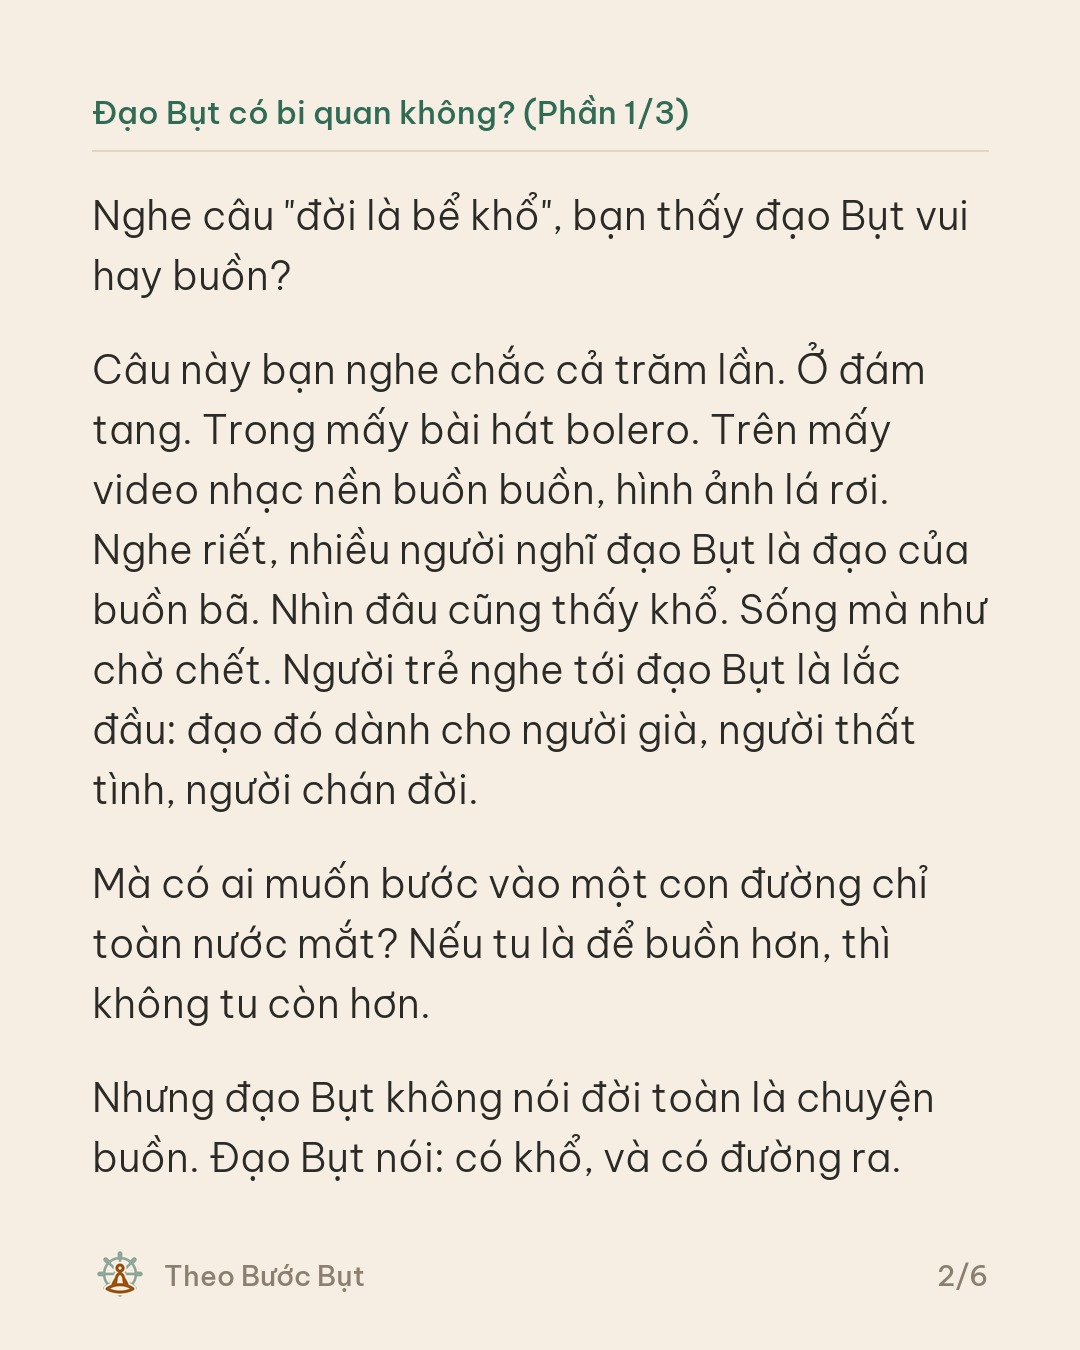 Đạo Bụt có bi quan không? (Phần 1/3)
Nghe câu "đời là bể khổ", bạn thấy đạo Bụt vui
hay buồn?
Câu này bạn nghe chắc cả trăm lần. Ở đám
tang. Trong mấy bài hát bolero. Trên mấy
video nhạc nền buồn buồn, hình ảnh lá rơi.
Nghe riết, nhiều người nghĩ đạo Bụt là đạo của
buồn bã. Nhìn đâu cũng thấy khổ. Sống mà như
chờ chết. Người trẻ nghe tới đạo Bụt là lắc
đầu: đạo đó dành cho người già, người thất
tình, người chán đời.
Mà có ai muốn bước vào một con đường chỉ
toàn nước mắt? Nếu tu là để buồn hơn, thì
không tu còn hơn.
Nhưng đạo Bụt không nói đời toàn là chuyện
buồn. Đạo Bụt nói: có khổ, và có đường ra.
Theo Bước Bụt
2/6